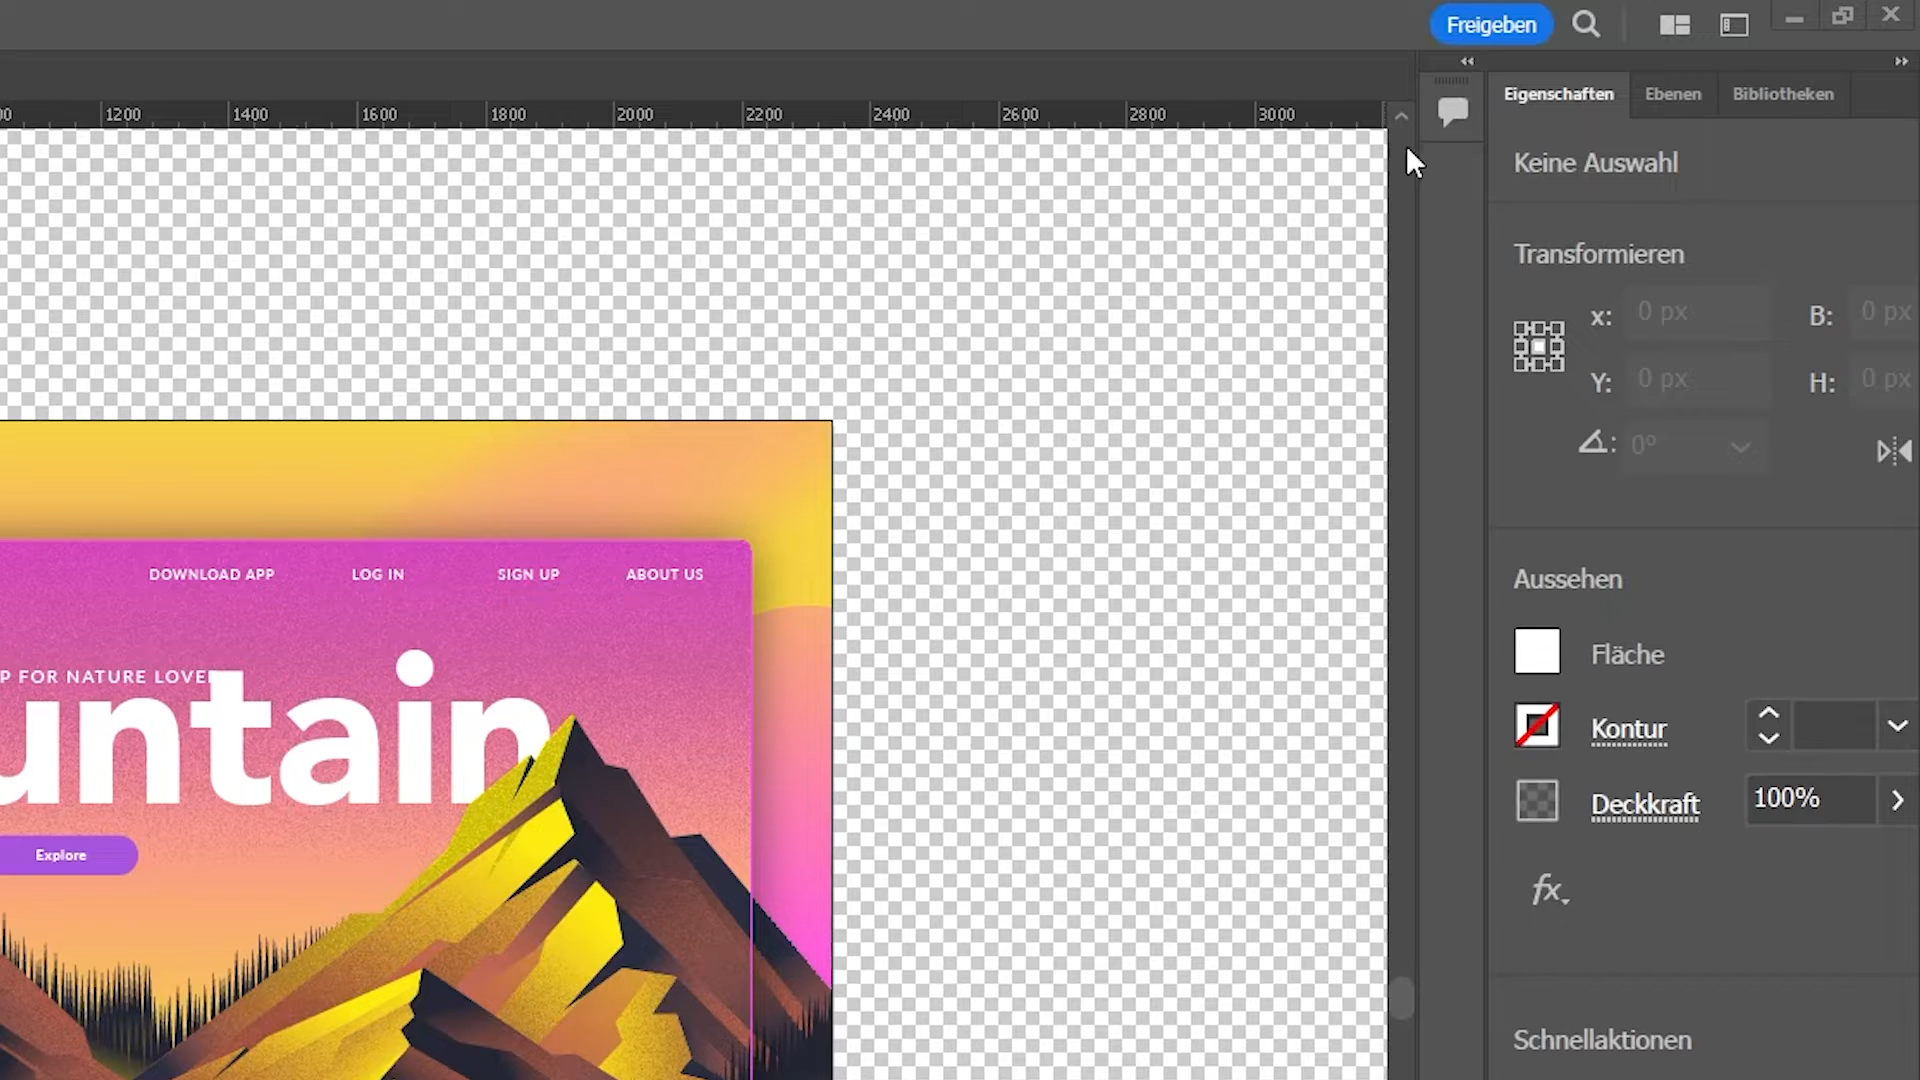 Freigeben
Eigenschaften Ebenen Bibliotheken
1200 1400 1600 1800 2000 2200 2400 2600 2800 3000
Keine Auswahl
Transformieren
x: 0 px B: 0 px
Y: 0 px H: 0 px
: 0°
Aussehen
Fläche
Kontur
Deckkraft 100%
fx
Schnellaktionen
DOWNLOAD APP LOG IN SIGN UP ABOUT US
P FOR NATURE LOVE
untain
Explore